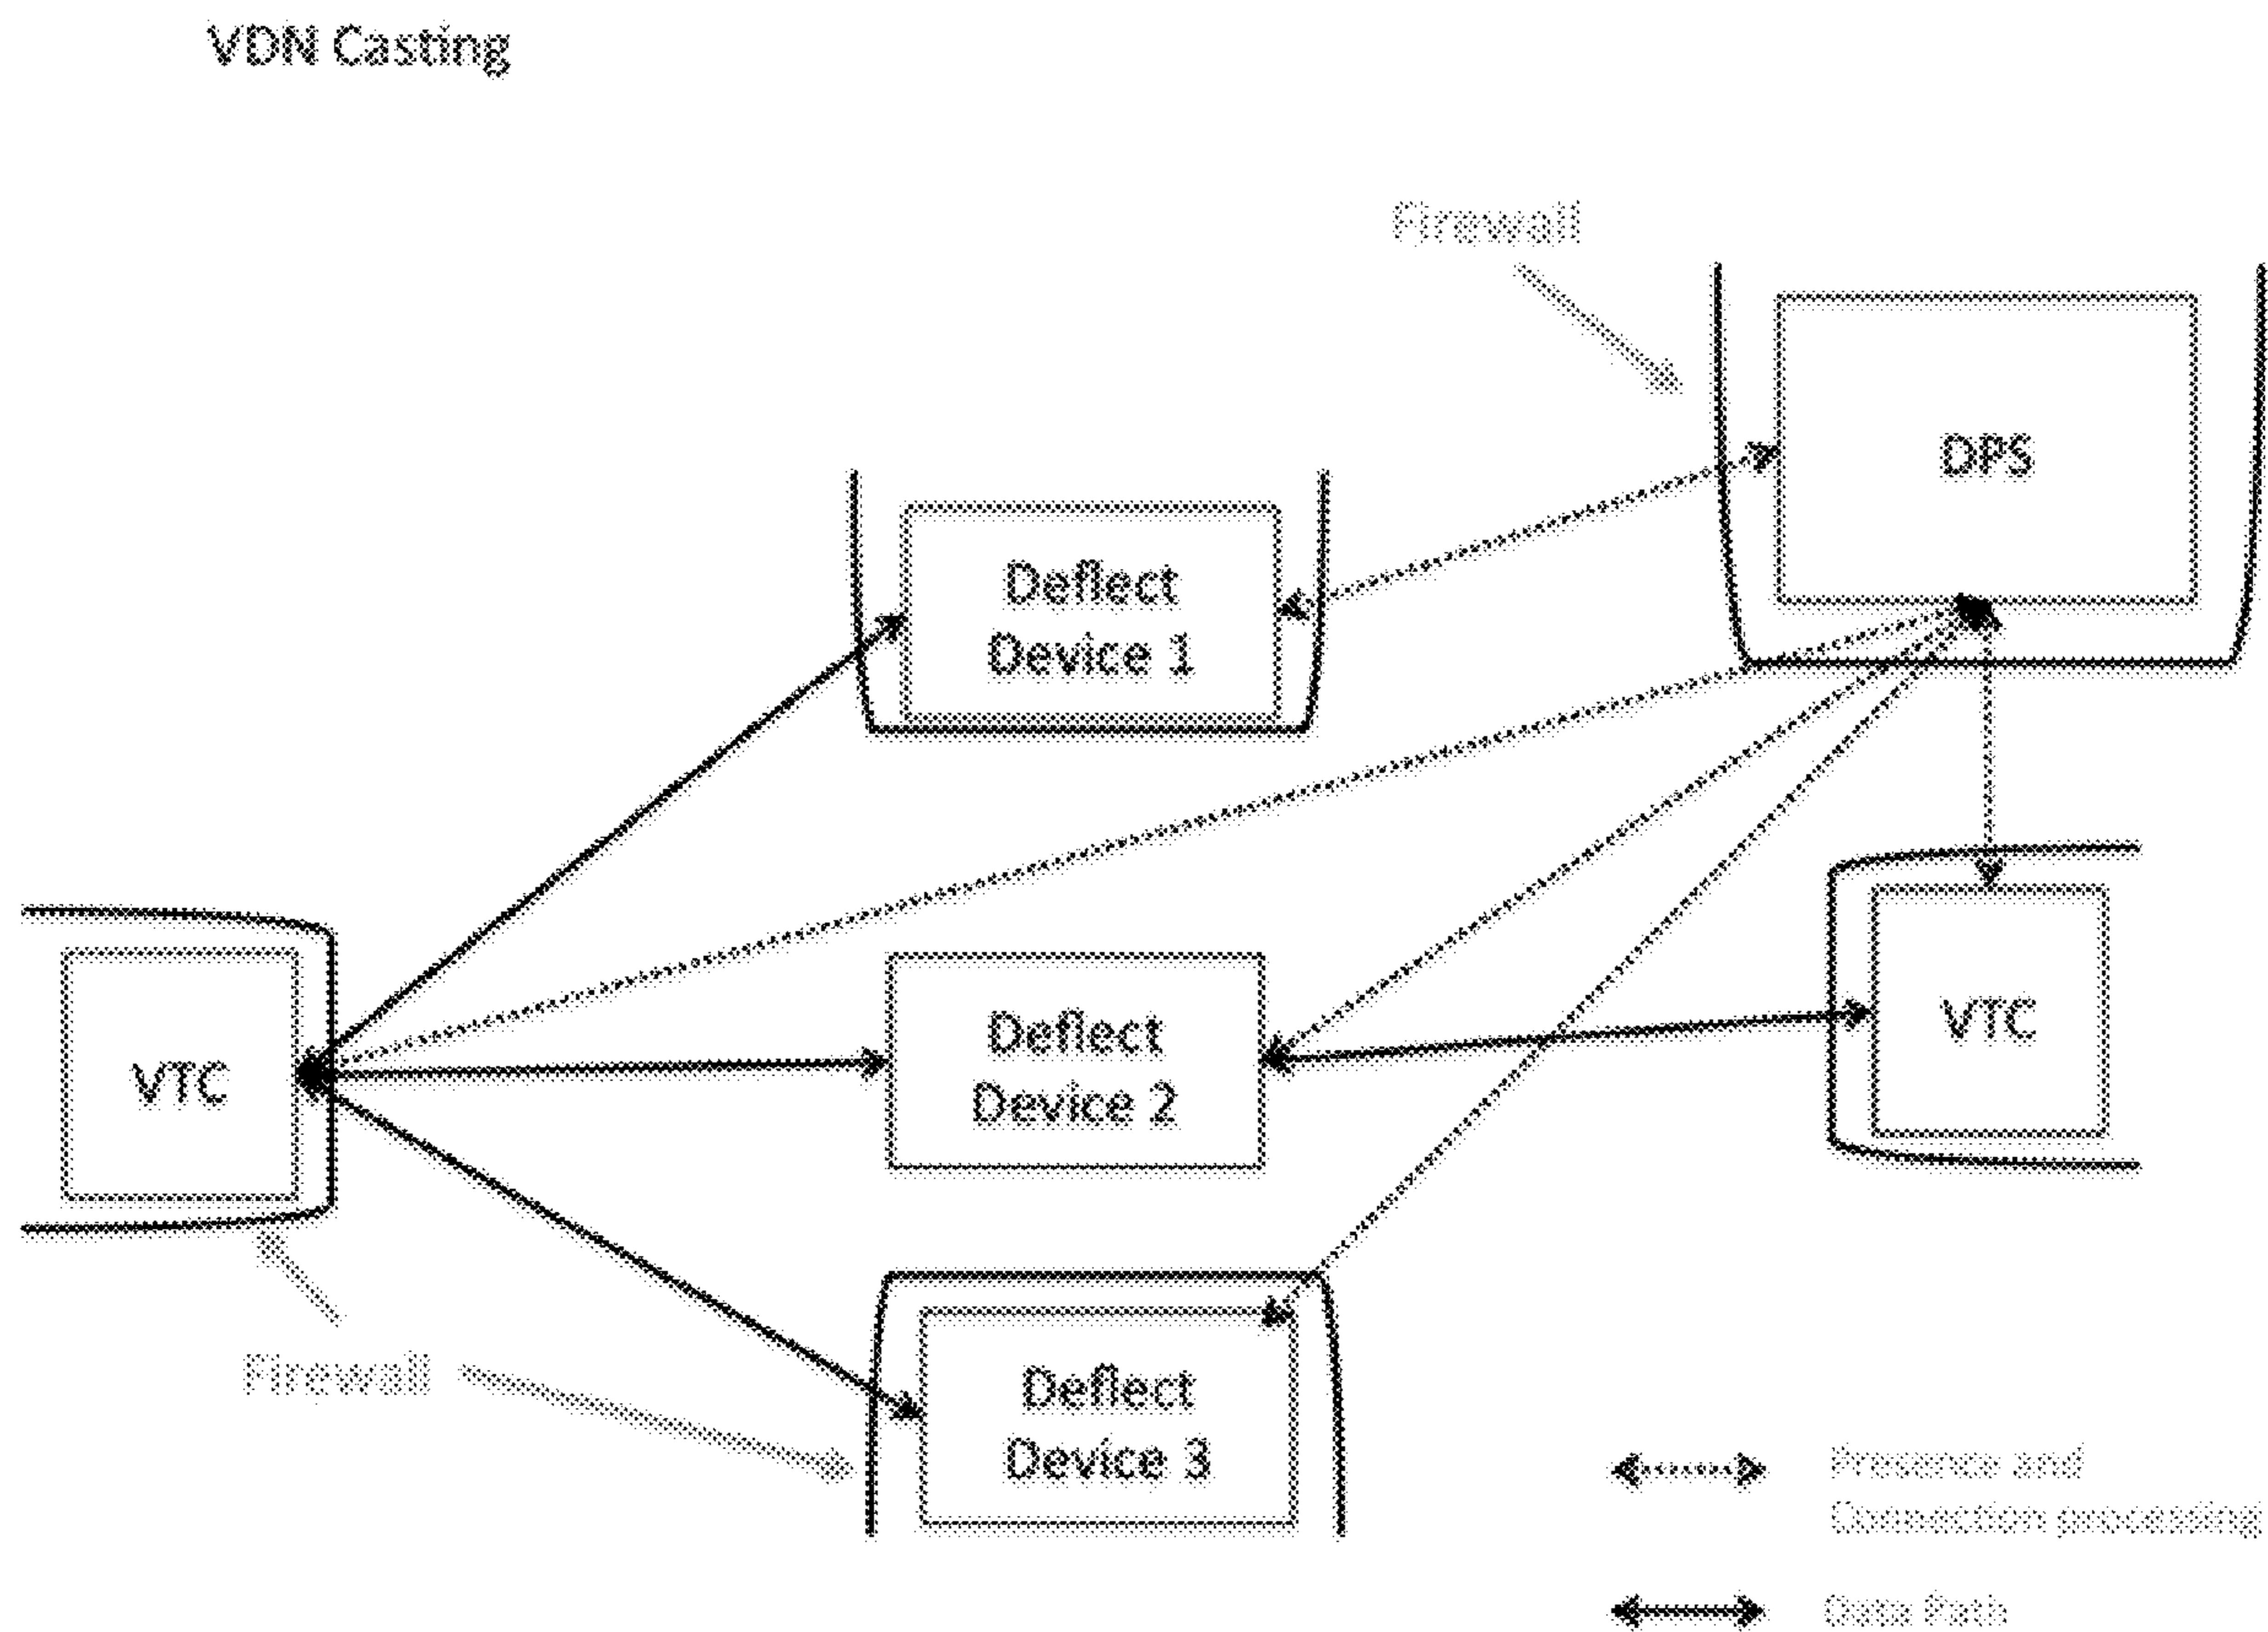 VDN Casting
Firewall
DPS
Deflect
Device 1
VTC
Deflect
Device 2
VTC
Firewall
Deflect
Device 3
Presence and
Connection processing
Data Path